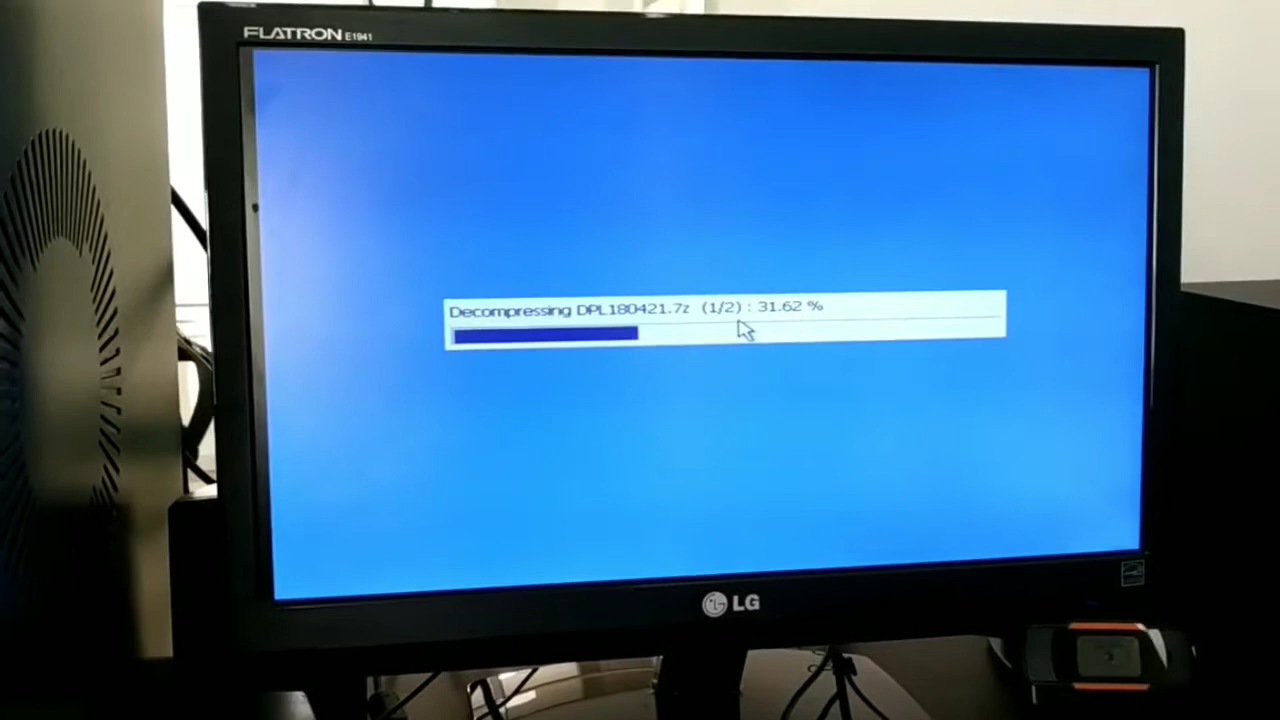 FLATRON E1941
Decompressing DPL180421.7z (1/2) : 31.62 %
LG